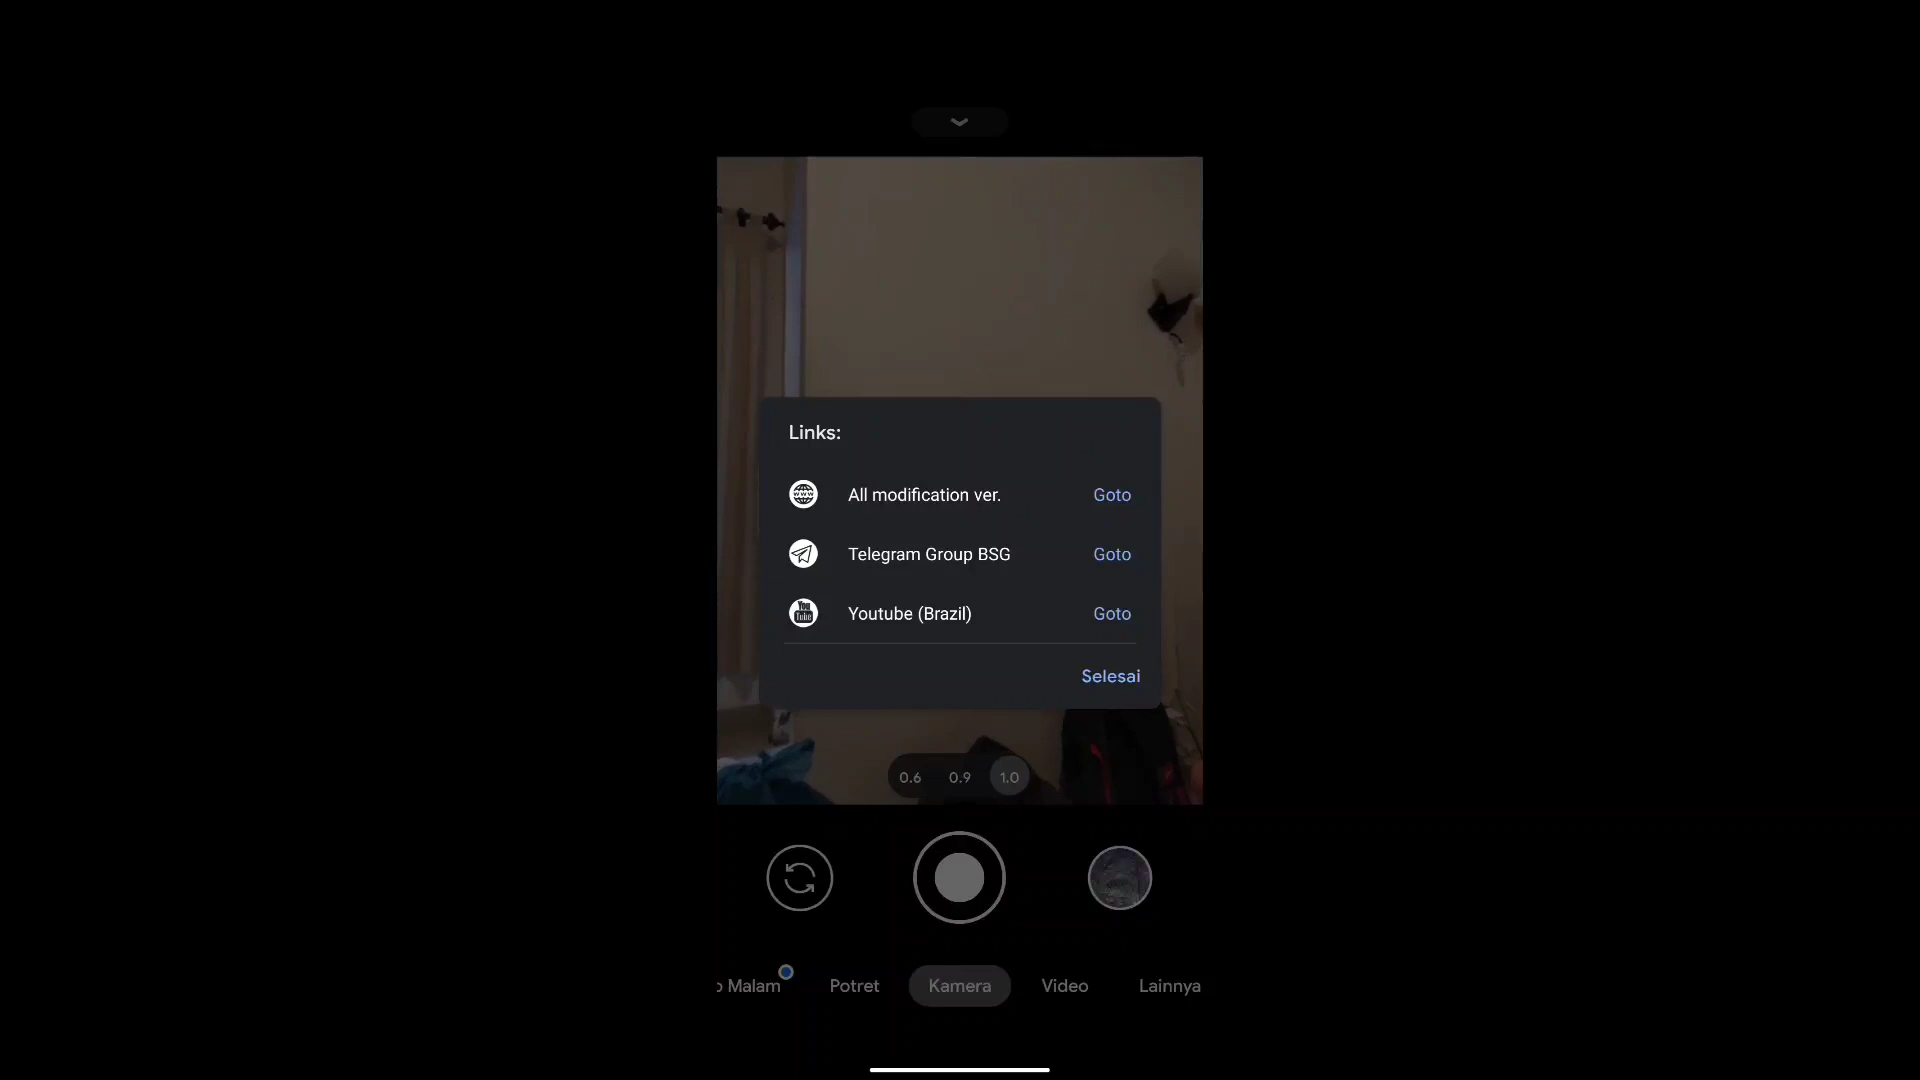 Links:
All modification ver. Goto
Telegram Group BSG Goto
Youtube (Brazil) Goto
Selesai
0.6 0.9 1.0
o Malam Potret Kamera Video Lainnya